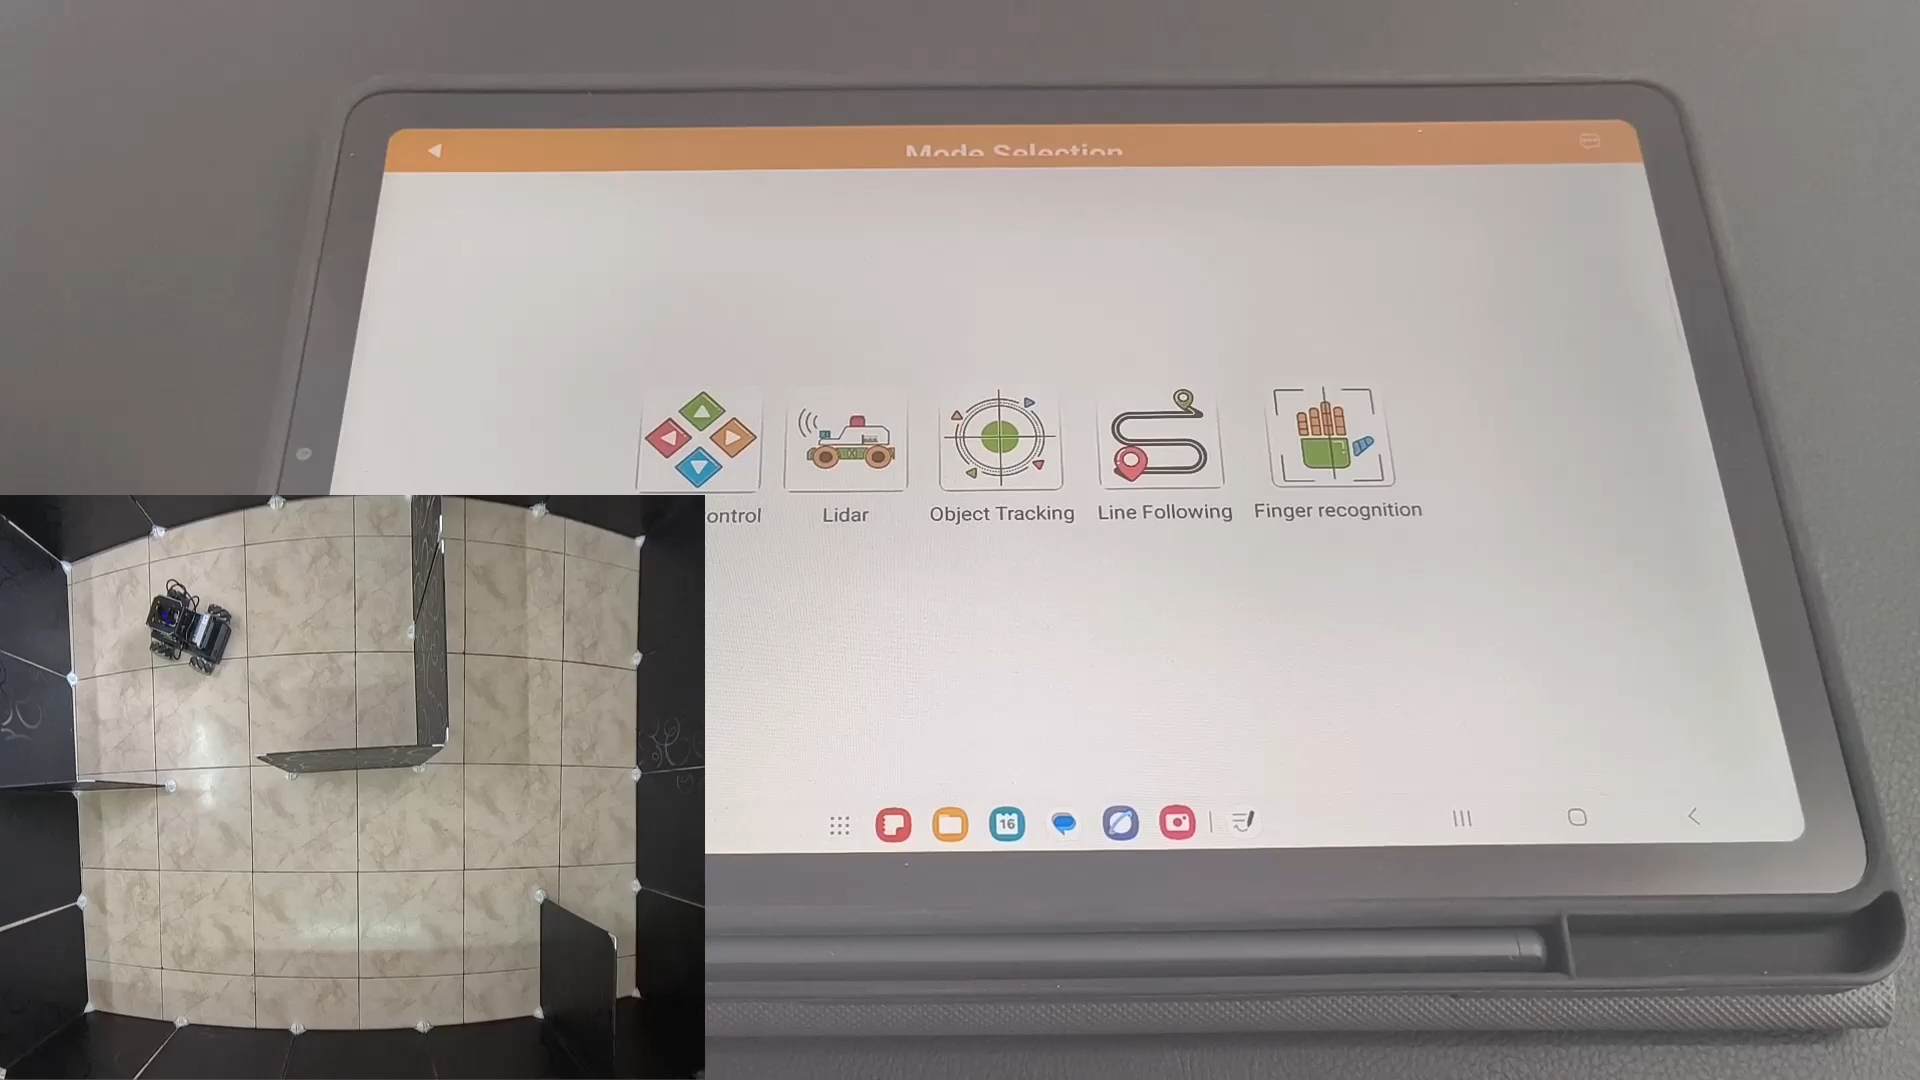 Mode Selection
ontrol
Lidar
Object Tracking
Line Following
Finger recognition
16